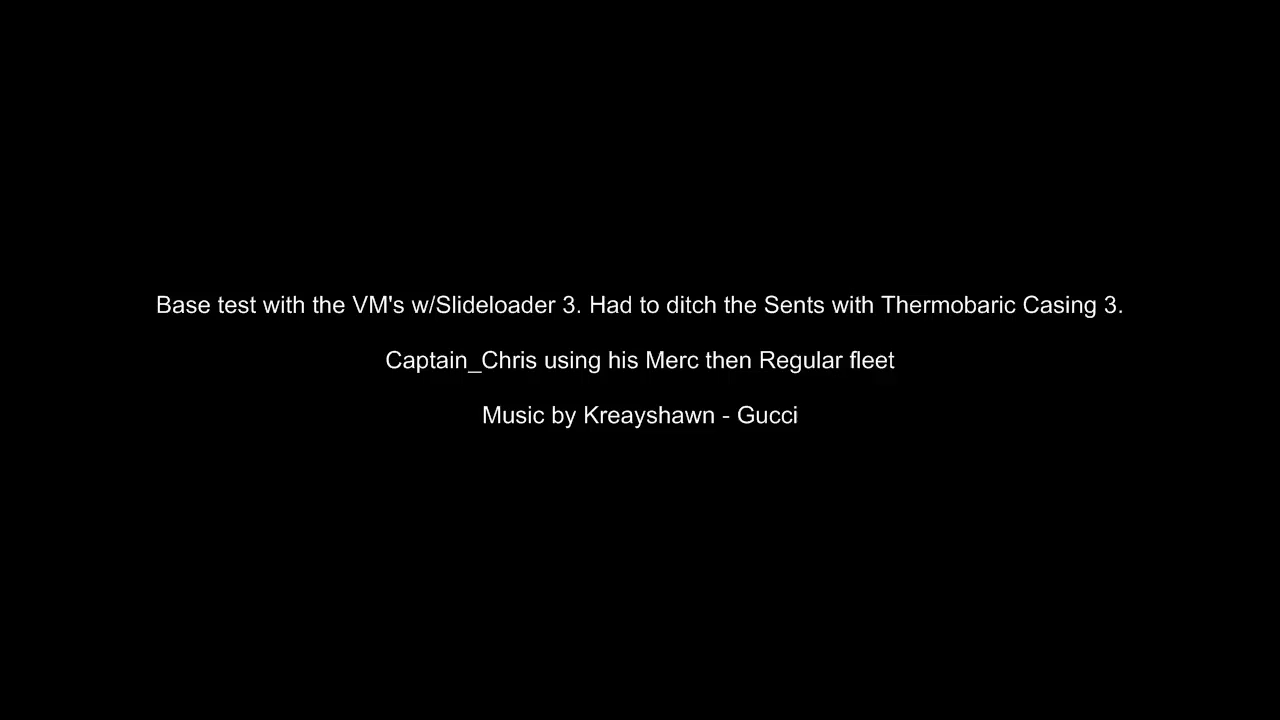 Base test with the VM's w/Slideloader 3. Had to ditch the Sents with Thermobaric Casing 3.
Captain_Chris using his Merc then Regular fleet
Music by Kreayshawn - Gucci